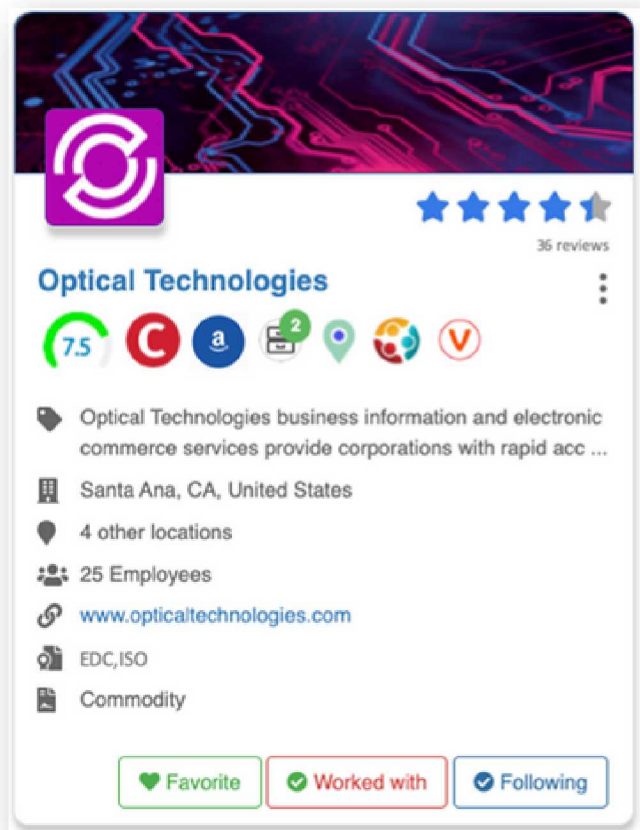 36 reviews
Optical Technologies
7.5 C a 2 V
Optical Technologies business information and electronic
commerce services provide corporations with rapid acc ...
Santa Ana, CA, United States
4 other locations
25 Employees
www.opticaltechnologies.com
EDC,ISO
Commodity
Favorite Worked with Following